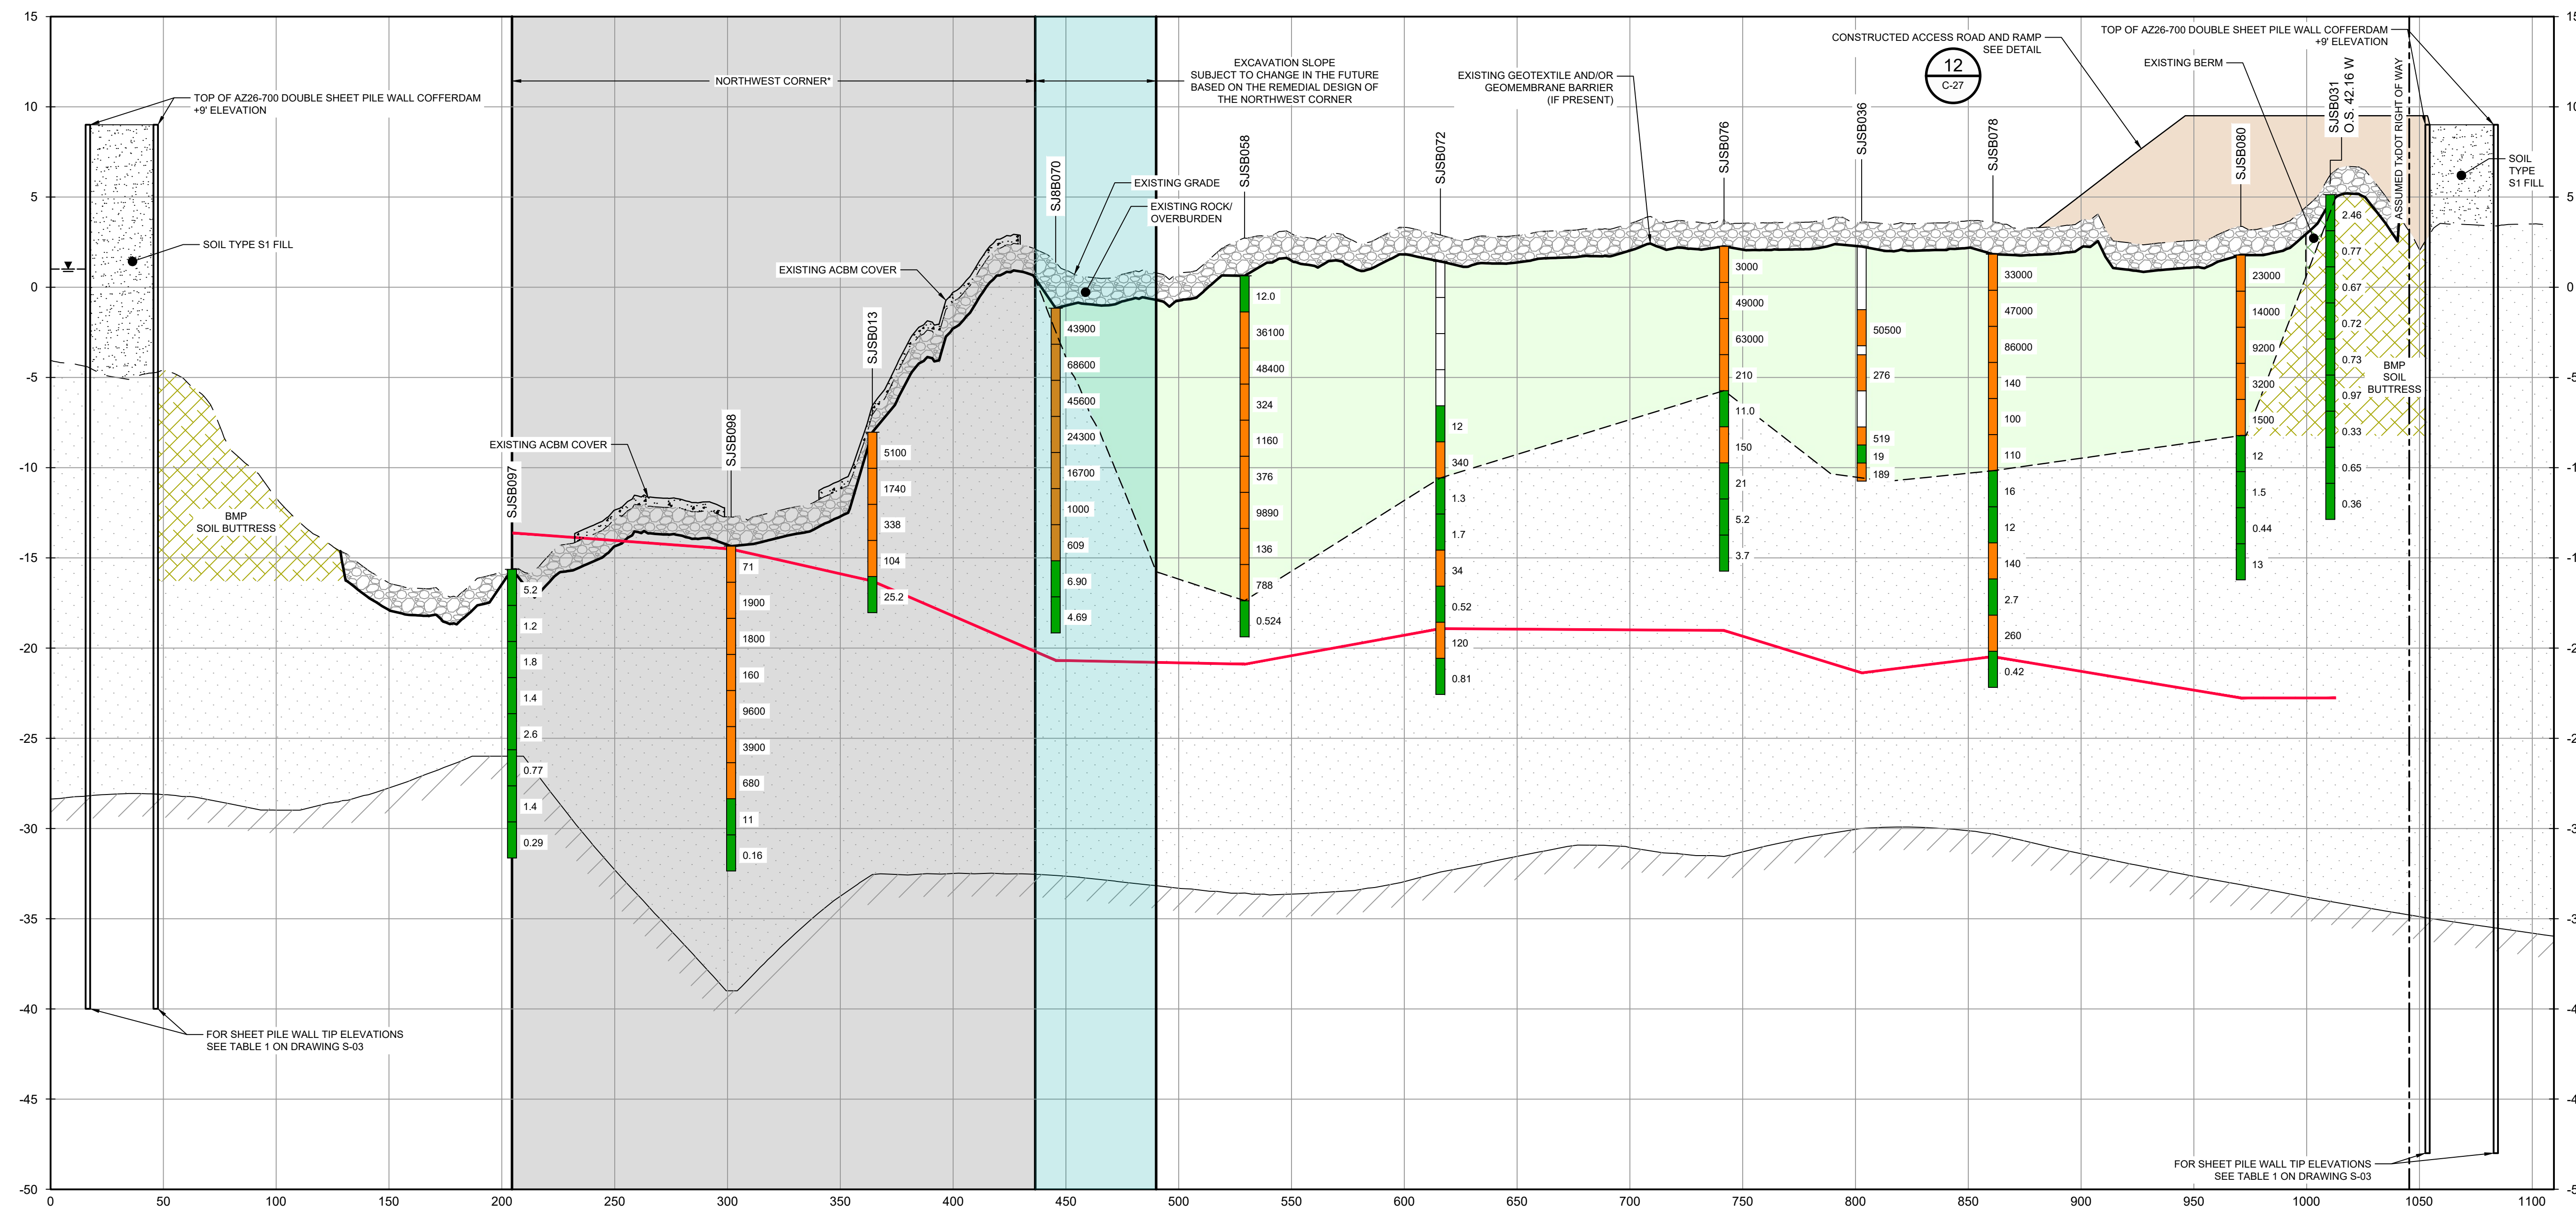 15
10
5
0
-5
-10
-15
-20
-25
-30
-35
-40
-45
-50
0
50
100
150
200
250
300
350
400
450
500
550
600
650
700
750
800
850
900
950
1000
1050
1100
TOP OF AZ26-700 DOUBLE SHEET PILE WALL COFFERDAM
+9' ELEVATION
SOIL TYPE S1 FILL
BMP
SOIL BUTTRESS
FOR SHEET PILE WALL TIP ELEVATIONS
SEE TABLE 1 ON DRAWING S-03
NORTHWEST CORNER*
EXISTING ACBM COVER
EXISTING ACBM COVER
EXCAVATION SLOPE
SUBJECT TO CHANGE IN THE FUTURE
BASED ON THE REMEDIAL DESIGN OF
THE NORTHWEST CORNER
EXISTING GRADE
EXISTING ROCK/
OVERBURDEN
EXISTING GEOTEXTILE AND/OR
GEOMEMBRANE BARRIER
(IF PRESENT)
CONSTRUCTED ACCESS ROAD AND RAMP
SEE DETAIL
12
C-27
TOP OF AZ26-700 DOUBLE SHEET PILE WALL COFFERDAM
+9' ELEVATION
EXISTING BERM
ASSUMED TxDOT RIGHT OF WAY
SOIL
TYPE
S1 FILL
BMP
SOIL
BUTTRESS
FOR SHEET PILE WALL TIP ELEVATIONS
SEE TABLE 1 ON DRAWING S-03
SJSB097
5.2
1.2
1.8
1.4
2.6
0.77
1.4
0.29
SJSB098
71
1900
1800
160
9600
3900
680
11
0.16
SJSB013
5100
1740
338
104
25.2
SJ8B070
43900
68600
45600
24300
16700
1000
609
6.90
4.69
SJSB058
12.0
36100
48400
324
1160
376
9890
136
788
0.524
SJSB072
12
340
1.3
1.7
34
0.52
120
0.81
SJSB076
3000
49000
63000
210
11.0
150
21
5.2
3.7
SJSB036
50500
276
519
19
189
SJSB078
33000
47000
86000
140
100
110
16
12
140
2.7
260
0.42
SJSB080
23000
14000
9200
3200
1500
12
1.5
0.44
13
SJSB031
O.S. 42.16 W
2.46
0.77
0.67
0.72
0.73
0.97
0.33
0.65
0.36
0
5